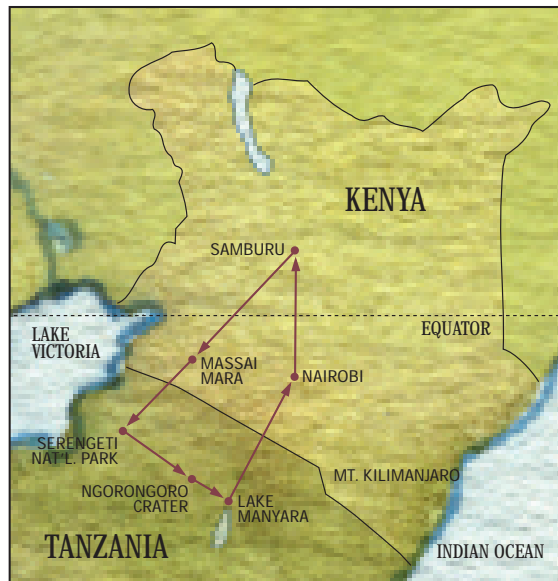 KENYA
SAMBURU
EQUATOR
LAKE
VICTORIA
MASSAI
MARA
NAIROBI
SERENGETI
NAT'L. PARK
MT. KILIMANJARO
NGORONGORO
CRATER
LAKE
MANYARA
TANZANIA
INDIAN OCEAN